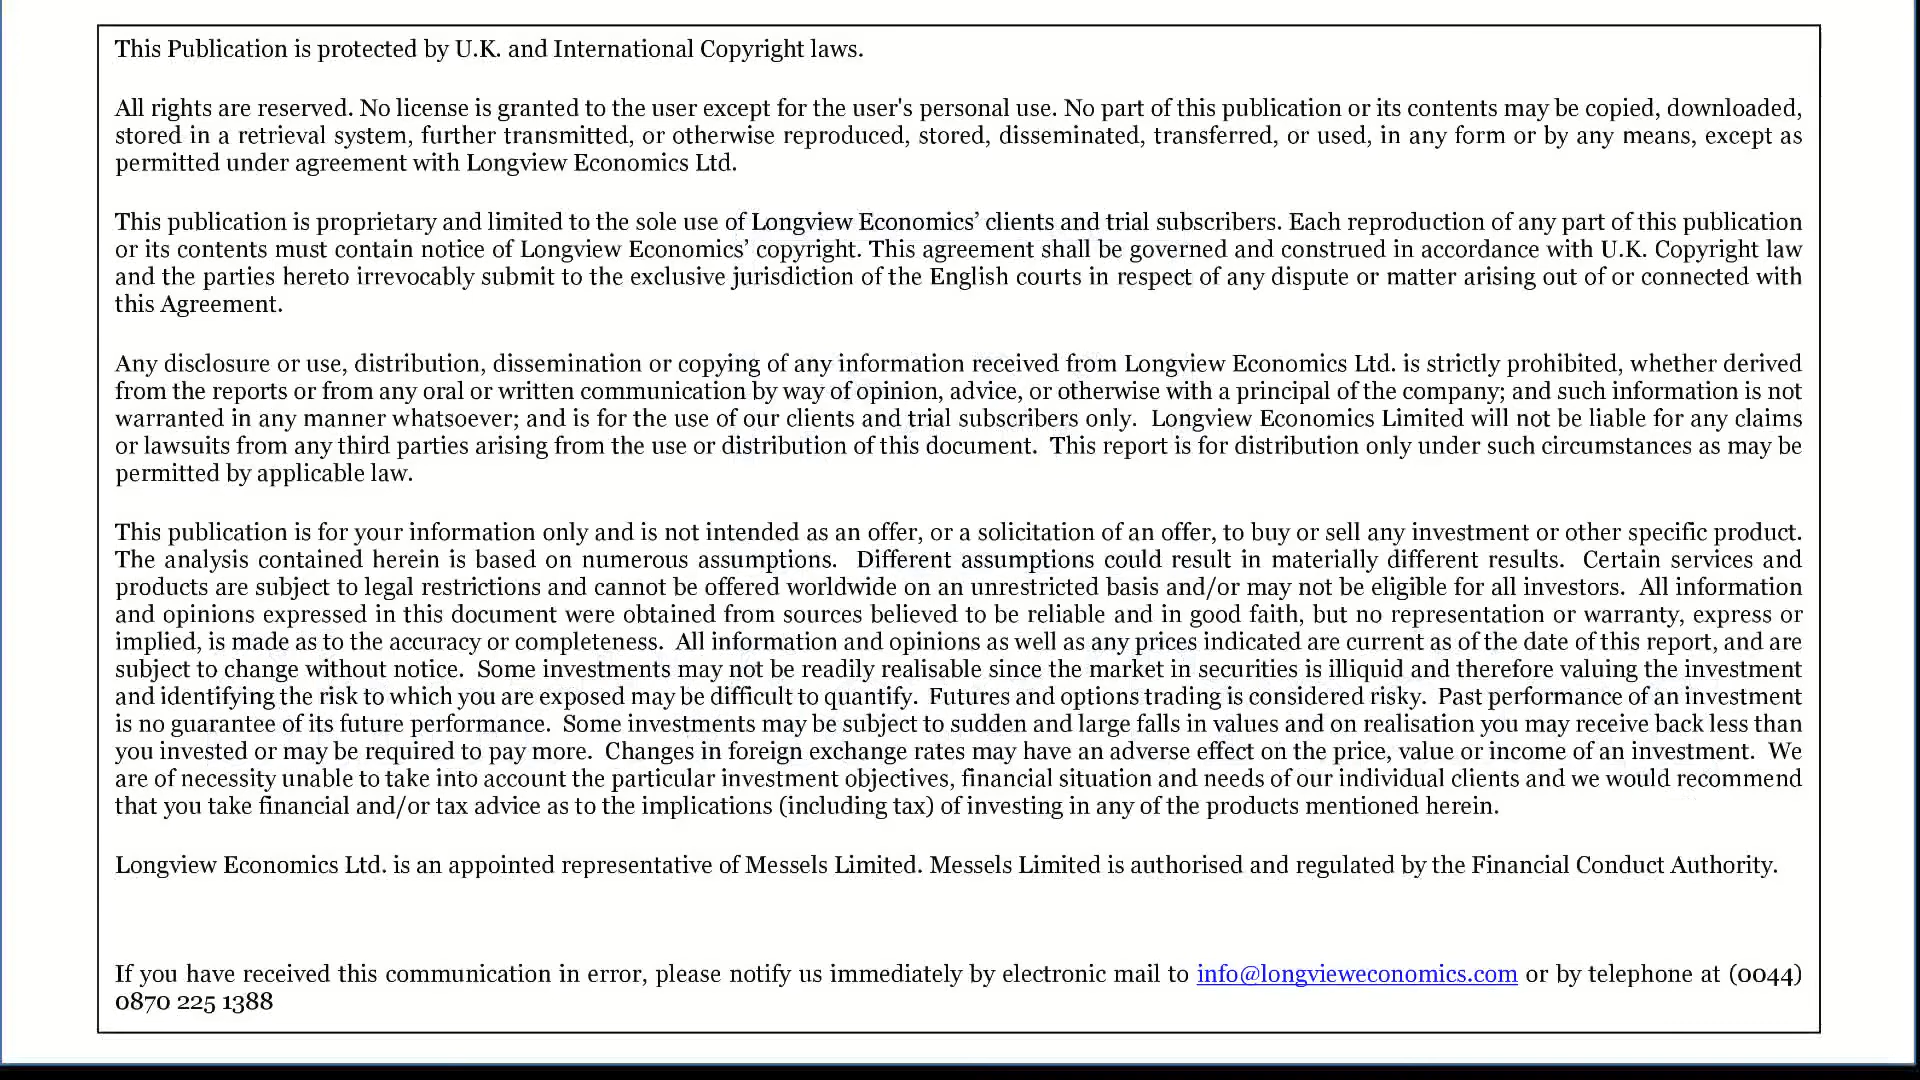 This Publication is protected by U.K. and International Copyright laws.
All rights are reserved. No license is granted to the user except for the user's personal use. No part of this publication or its contents may be copied, downloaded,
stored in a retrieval system, further transmitted, or otherwise reproduced, stored, disseminated, transferred, or used, in any form or by any means, except as
permitted under agreement with Longview Economics Ltd.
This publication is proprietary and limited to the sole use of Longview Economics’ clients and trial subscribers. Each reproduction of any part of this publication
or its contents must contain notice of Longview Economics’ copyright. This agreement shall be governed and construed in accordance with U.K. Copyright law
and the parties hereto irrevocably submit to the exclusive jurisdiction of the English courts in respect of any dispute or matter arising out of or connected with
this Agreement.
Any disclosure or use, distribution, dissemination or copying of any information received from Longview Economics Ltd. is strictly prohibited, whether derived
from the reports or from any oral or written communication by way of opinion, advice, or otherwise with a principal of the company; and such information is not
warranted in any manner whatsoever; and is for the use of our clients and trial subscribers only.  Longview Economics Limited will not be liable for any claims
or lawsuits from any third parties arising from the use or distribution of this document.  This report is for distribution only under such circumstances as may be
permitted by applicable law.
This publication is for your information only and is not intended as an offer, or a solicitation of an offer, to buy or sell any investment or other specific product.
The analysis contained herein is based on numerous assumptions.  Different assumptions could result in materially different results.  Certain services and
products are subject to legal restrictions and cannot be offered worldwide on an unrestricted basis and/or may not be eligible for all investors.  All information
and opinions expressed in this document were obtained from sources believed to be reliable and in good faith, but no representation or warranty, express or
implied, is made as to the accuracy or completeness.  All information and opinions as well as any prices indicated are current as of the date of this report, and are
subject to change without notice.  Some investments may not be readily realisable since the market in securities is illiquid and therefore valuing the investment
and identifying the risk to which you are exposed may be difficult to quantify.  Futures and options trading is considered risky.  Past performance of an investment
is no guarantee of its future performance.  Some investments may be subject to sudden and large falls in values and on realisation you may receive back less than
you invested or may be required to pay more.  Changes in foreign exchange rates may have an adverse effect on the price, value or income of an investment.  We
are of necessity unable to take into account the particular investment objectives, financial situation and needs of our individual clients and we would recommend
that you take financial and/or tax advice as to the implications (including tax) of investing in any of the products mentioned herein.
Longview Economics Ltd. is an appointed representative of Messels Limited. Messels Limited is authorised and regulated by the Financial Conduct Authority.
If you have received this communication in error, please notify us immediately by electronic mail to info@longvieweconomics.com or by telephone at (0044)
0870 225 1388